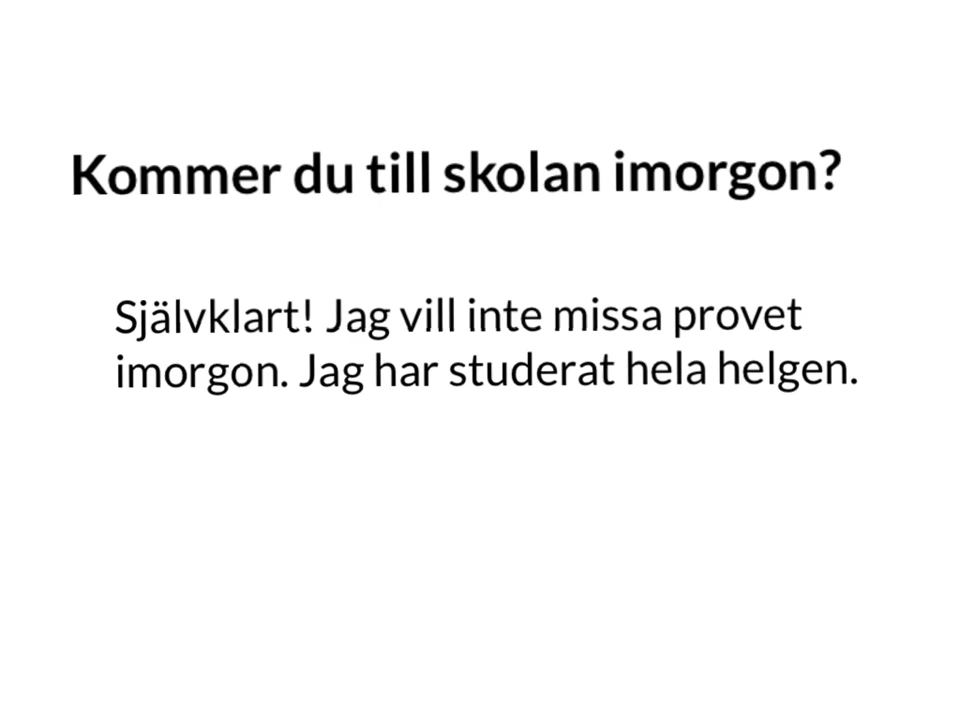 Kommer du till skolan imorgon?
Självklart! Jag vill inte missa provet
imorgon. Jag har studerat hela helgen.